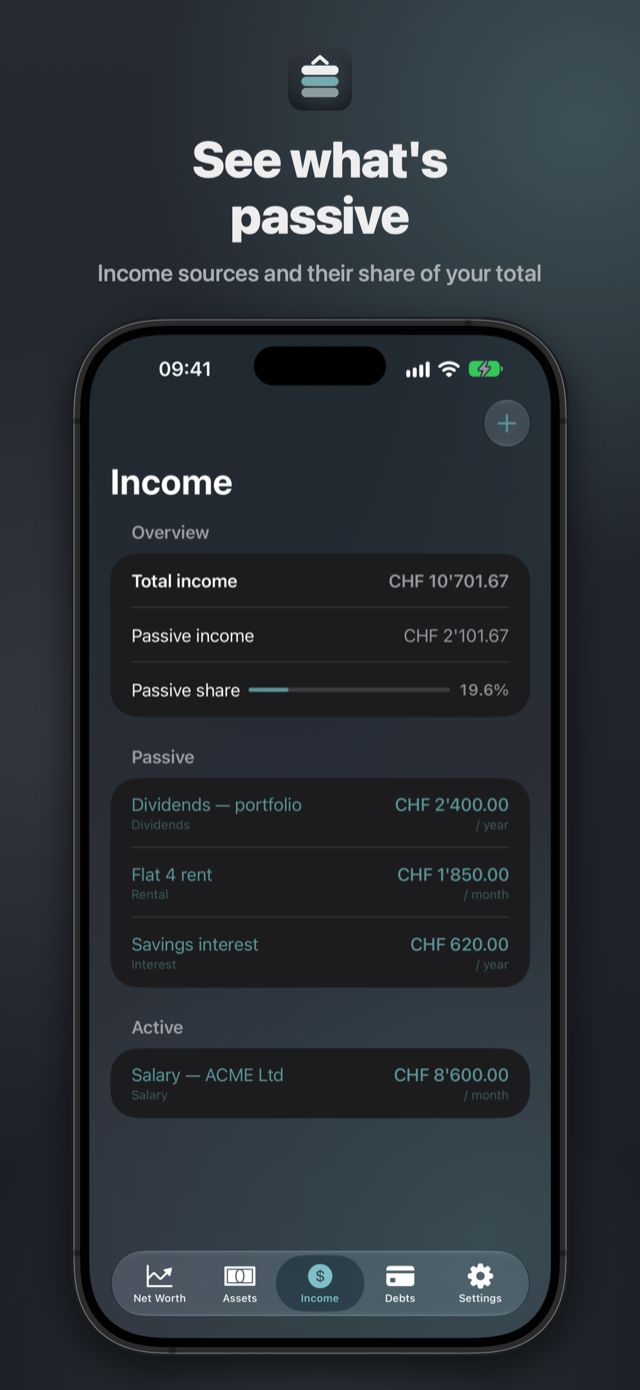 See what's
passive
Income sources and their share of your total
09:41
Income
Overview
Total income CHF 10'701.67
Passive income CHF 2'101.67
Passive share 19.6%
Passive
Dividends — portfolio CHF 2'400.00
Dividends / year
Flat 4 rent CHF 1'850.00
Rental / month
Savings interest CHF 620.00
Interest / year
Active
Salary — ACME Ltd CHF 8'600.00
Salary / month
Net Worth Assets Income Debts Settings